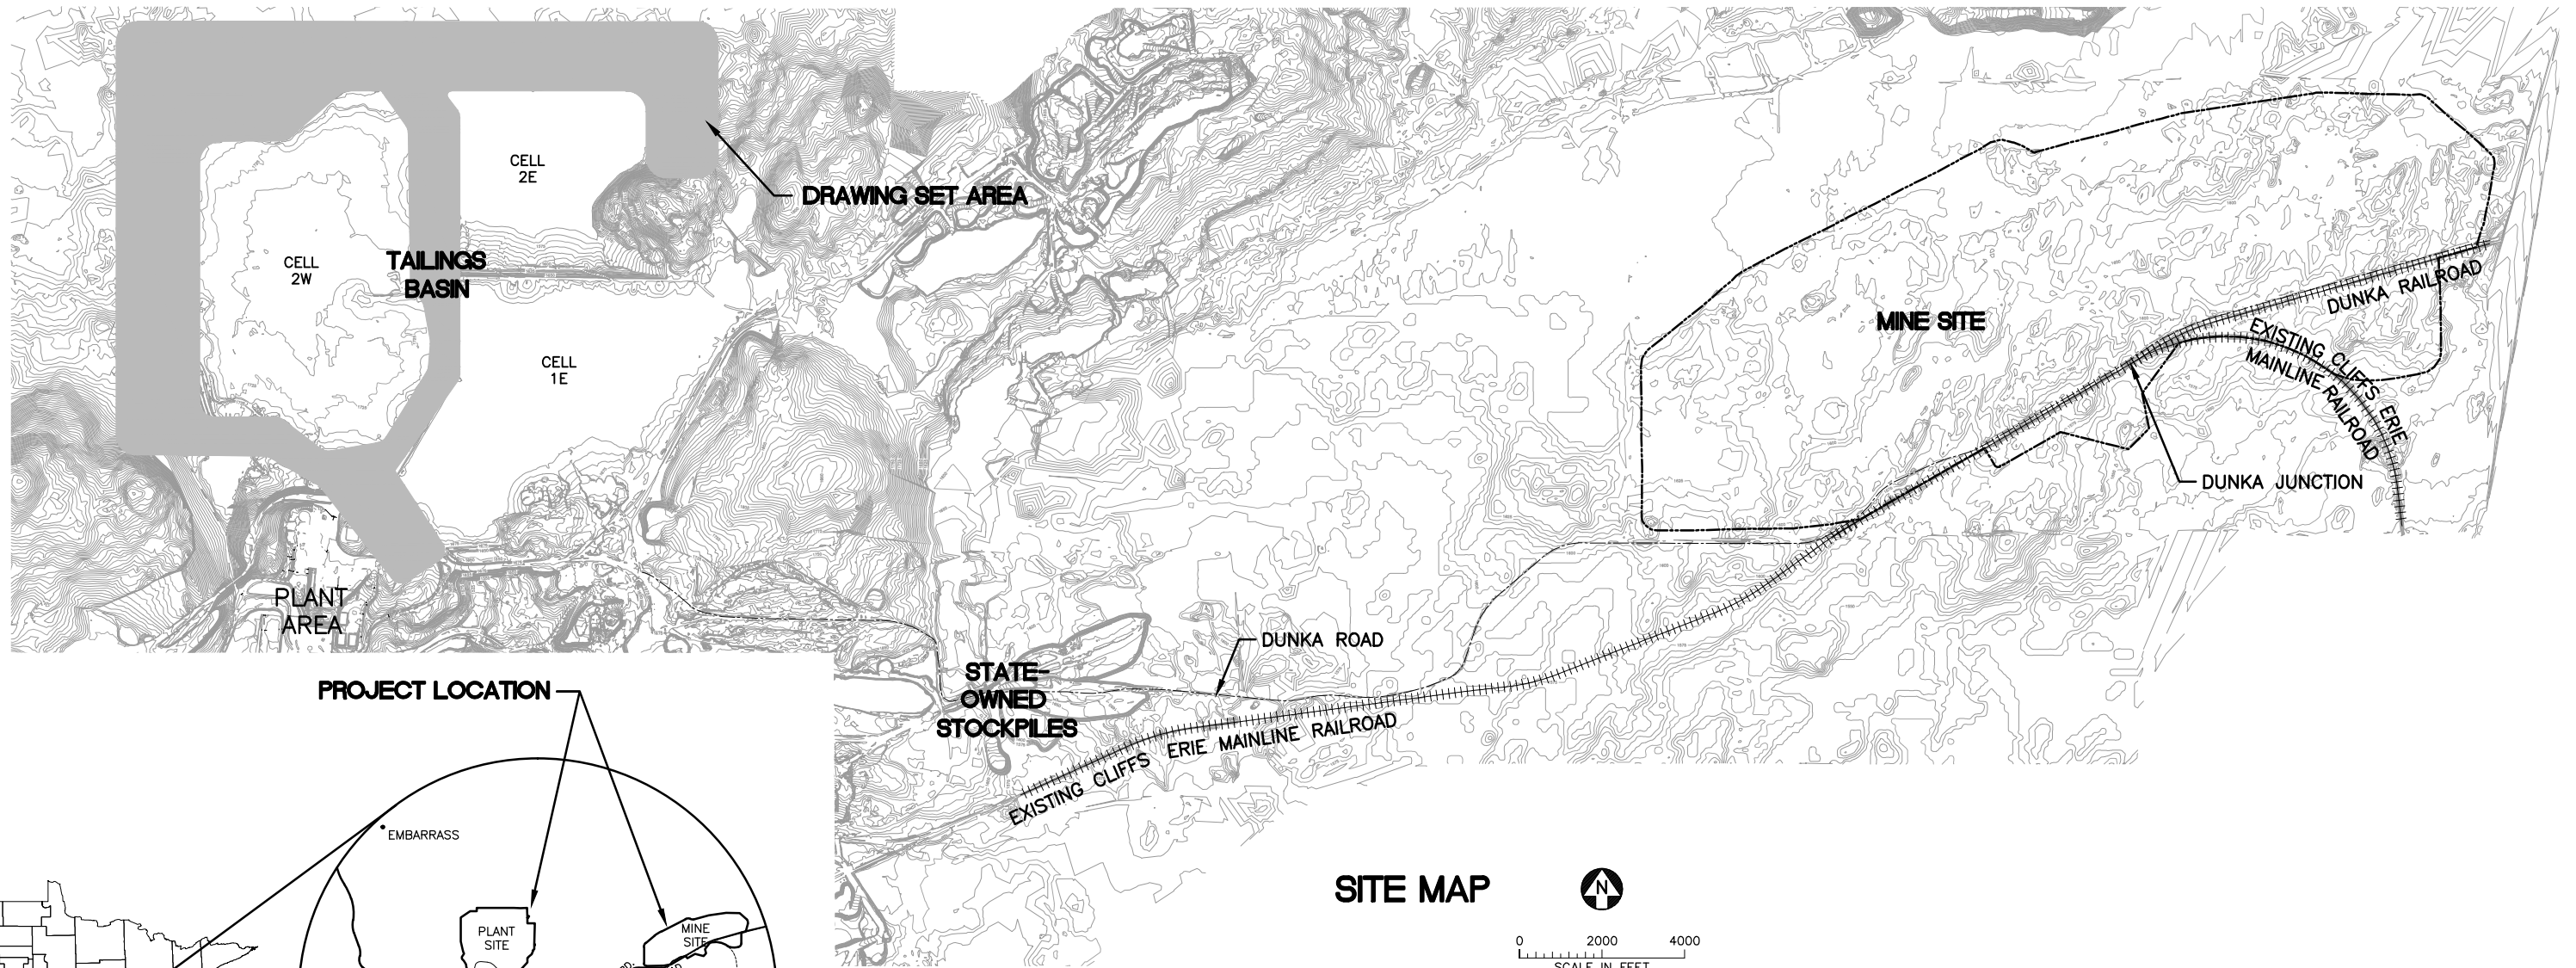 CELL
2E
DRAWING SET AREA
CELL
2W
TAILINGS
BASIN
CELL
1E
MINE SITE
DUNKA RAILROAD
EXISTING CLIFFS ERIE
MAINLINE RAILROAD
DUNKA JUNCTION
PLANT
AREA
DUNKA ROAD
STATE-
OWNED
STOCKPILES
EXISTING CLIFFS ERIE MAINLINE RAILROAD
PROJECT LOCATION
EMBARRASS
PLANT
SITE
MINE
SITE
SITE MAP
N
0 2000 4000
SCALE IN FEET